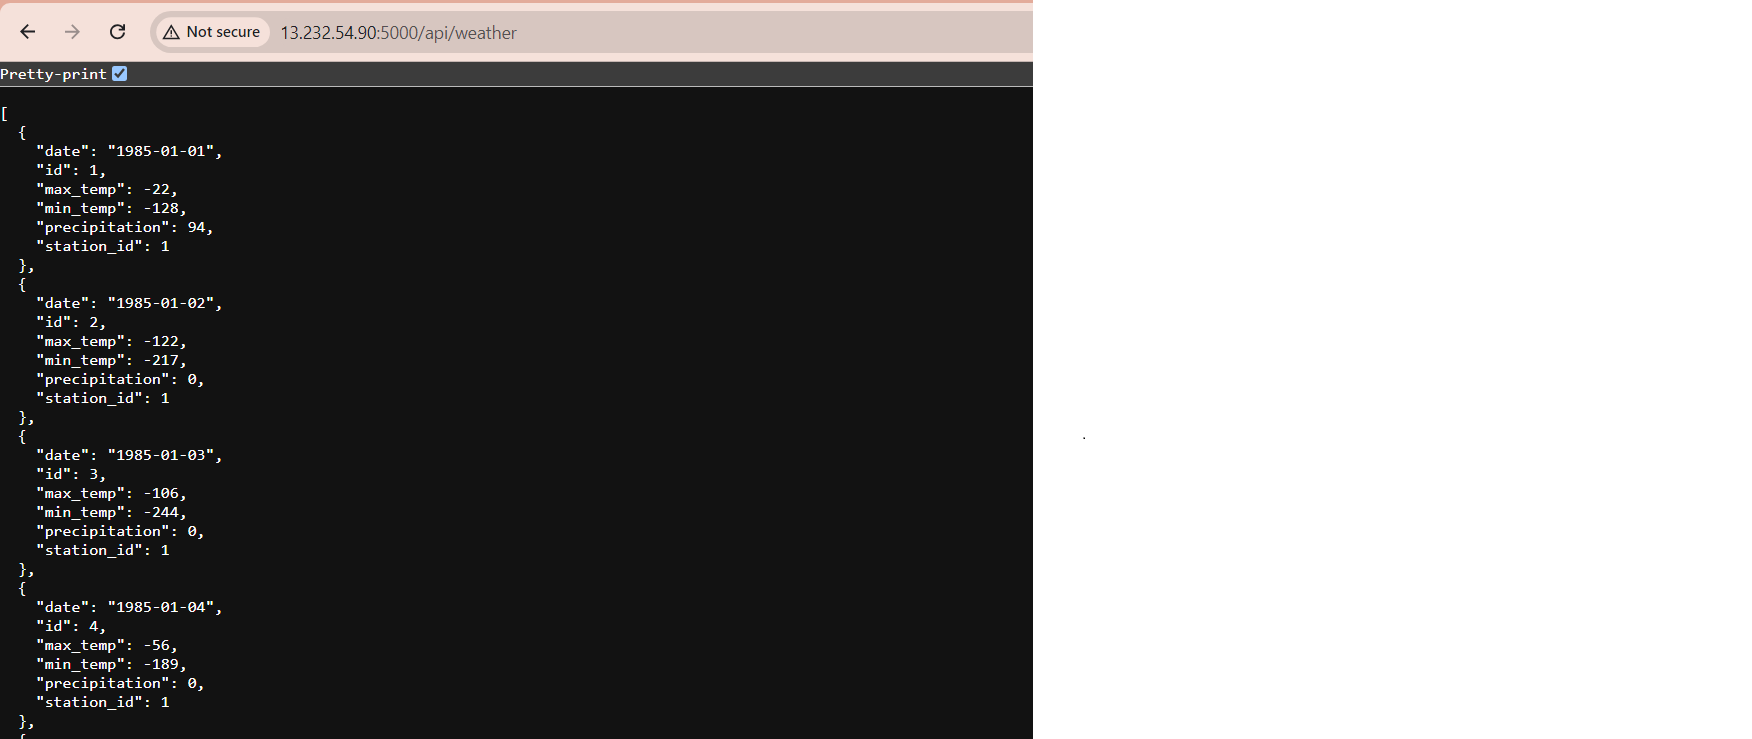 Not secure 13.232.54.90:5000/api/weather
Pretty-print
[
  {
    "date": "1985-01-01",
    "id": 1,
    "max_temp": -22,
    "min_temp": -128,
    "precipitation": 94,
    "station_id": 1
  },
  {
    "date": "1985-01-02",
    "id": 2,
    "max_temp": -122,
    "min_temp": -217,
    "precipitation": 0,
    "station_id": 1
  },
  {
    "date": "1985-01-03",
    "id": 3,
    "max_temp": -106,
    "min_temp": -244,
    "precipitation": 0,
    "station_id": 1
  },
  {
    "date": "1985-01-04",
    "id": 4,
    "max_temp": -56,
    "min_temp": -189,
    "precipitation": 0,
    "station_id": 1
  },
  {
.